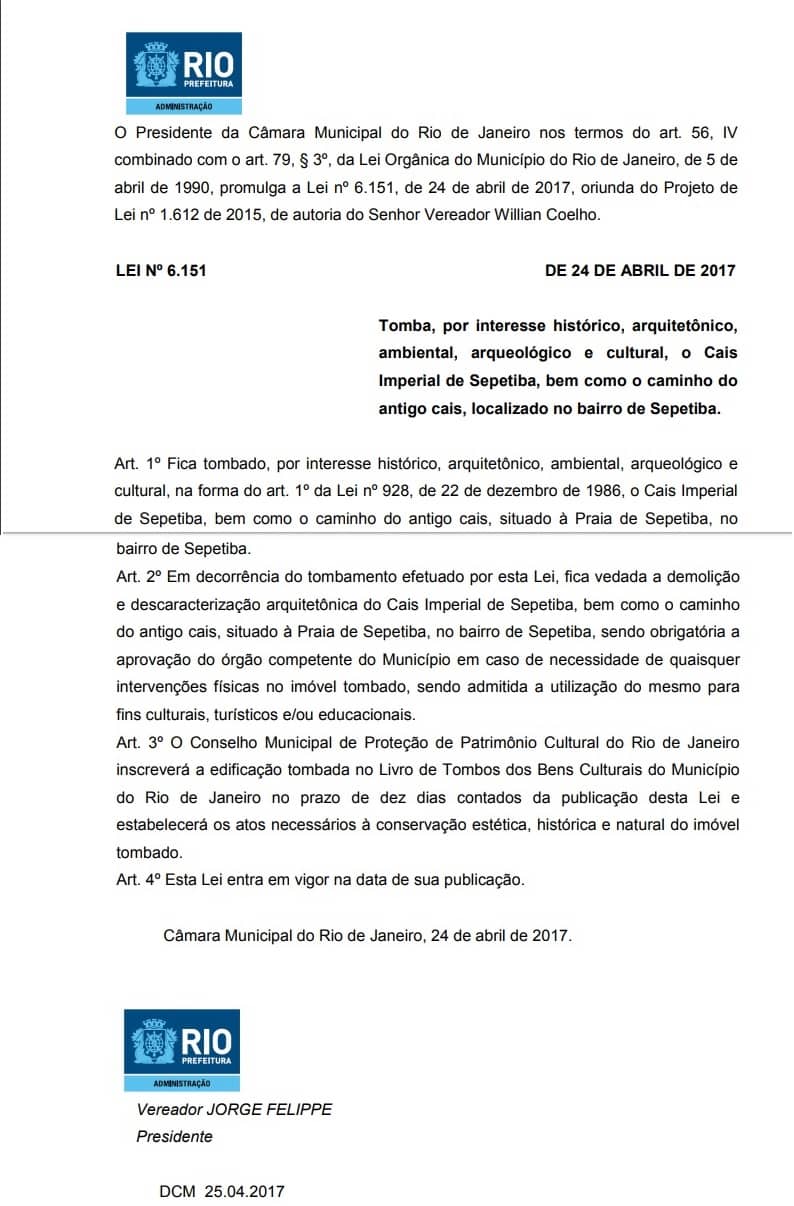 RIO
PREFEITURA
ADMINISTRAÇÃO
O Presidente da Câmara Municipal do Rio de Janeiro nos termos do art. 56, IV
combinado com o art. 79, § 3º, da Lei Orgânica do Município do Rio de Janeiro, de 5 de
abril de 1990, promulga a Lei nº 6.151, de 24 de abril de 2017, oriunda do Projeto de
Lei nº 1.612 de 2015, de autoria do Senhor Vereador Willian Coelho.
LEI Nº 6.151 DE 24 DE ABRIL DE 2017
Tomba, por interesse histórico, arquitetônico,
ambiental, arqueológico e cultural, o Cais
Imperial de Sepetiba, bem como o caminho do
antigo cais, localizado no bairro de Sepetiba.
Art. 1º Fica tombado, por interesse histórico, arquitetônico, ambiental, arqueológico e
cultural, na forma do art. 1º da Lei nº 928, de 22 de dezembro de 1986, o Cais Imperial
de Sepetiba, bem como o caminho do antigo cais, situado à Praia de Sepetiba, no
bairro de Sepetiba.
Art. 2º Em decorrência do tombamento efetuado por esta Lei, fica vedada a demolição
e descaracterização arquitetônica do Cais Imperial de Sepetiba, bem como o caminho
do antigo cais, situado à Praia de Sepetiba, no bairro de Sepetiba, sendo obrigatória a
aprovação do órgão competente do Município em caso de necessidade de quaisquer
intervenções físicas no imóvel tombado, sendo admitida a utilização do mesmo para
fins culturais, turísticos e/ou educacionais.
Art. 3º O Conselho Municipal de Proteção de Patrimônio Cultural do Rio de Janeiro
inscreverá a edificação tombada no Livro de Tombos dos Bens Culturais do Município
do Rio de Janeiro no prazo de dez dias contados da publicação desta Lei e
estabelecerá os atos necessários à conservação estética, histórica e natural do imóvel
tombado.
Art. 4º Esta Lei entra em vigor na data de sua publicação.
Câmara Municipal do Rio de Janeiro, 24 de abril de 2017.
RIO
PREFEITURA
ADMINISTRAÇÃO
Vereador JORGE FELIPPE
Presidente
DCM 25.04.2017